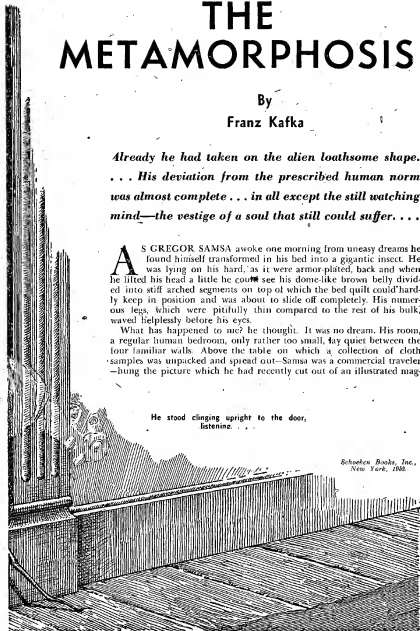 THE
METAMORPHOSIS
By
Franz Kafka
Already he had taken on the alien loathsome shape.
. . . His deviation from the prescribed human norm
was almost complete . . . in all except the still watching
mind—the vestige of a soul that still could suffer. . . .
AS GREGOR SAMSA awoke one morning from uneasy dreams he
found himself transformed in his bed into a gigantic insect. He
was lying on his hard, as it were armor-plated, back and when
he lifted his head a little he could see his dome-like brown belly divid-
ed into stiff arched segments on top of which the bed quilt could hard-
ly keep in position and was about to slide off completely. His numer-
ous legs, which were pitifully thin compared to the rest of his bulk,
waved helplessly before his eyes.
What has happened to me? he thought. It was no dream. His room,
a regular human bedroom, only rather too small, lay quiet between the
four familiar walls. Above the table on which a collection of cloth
samples was unpacked and spread out—Samsa was a commercial traveler
—hung the picture which he had recently cut out of an illustrated mag-
He stood clinging upright to the door,
listening. . . .
Schocken Books, Inc.,
New York, 1948.